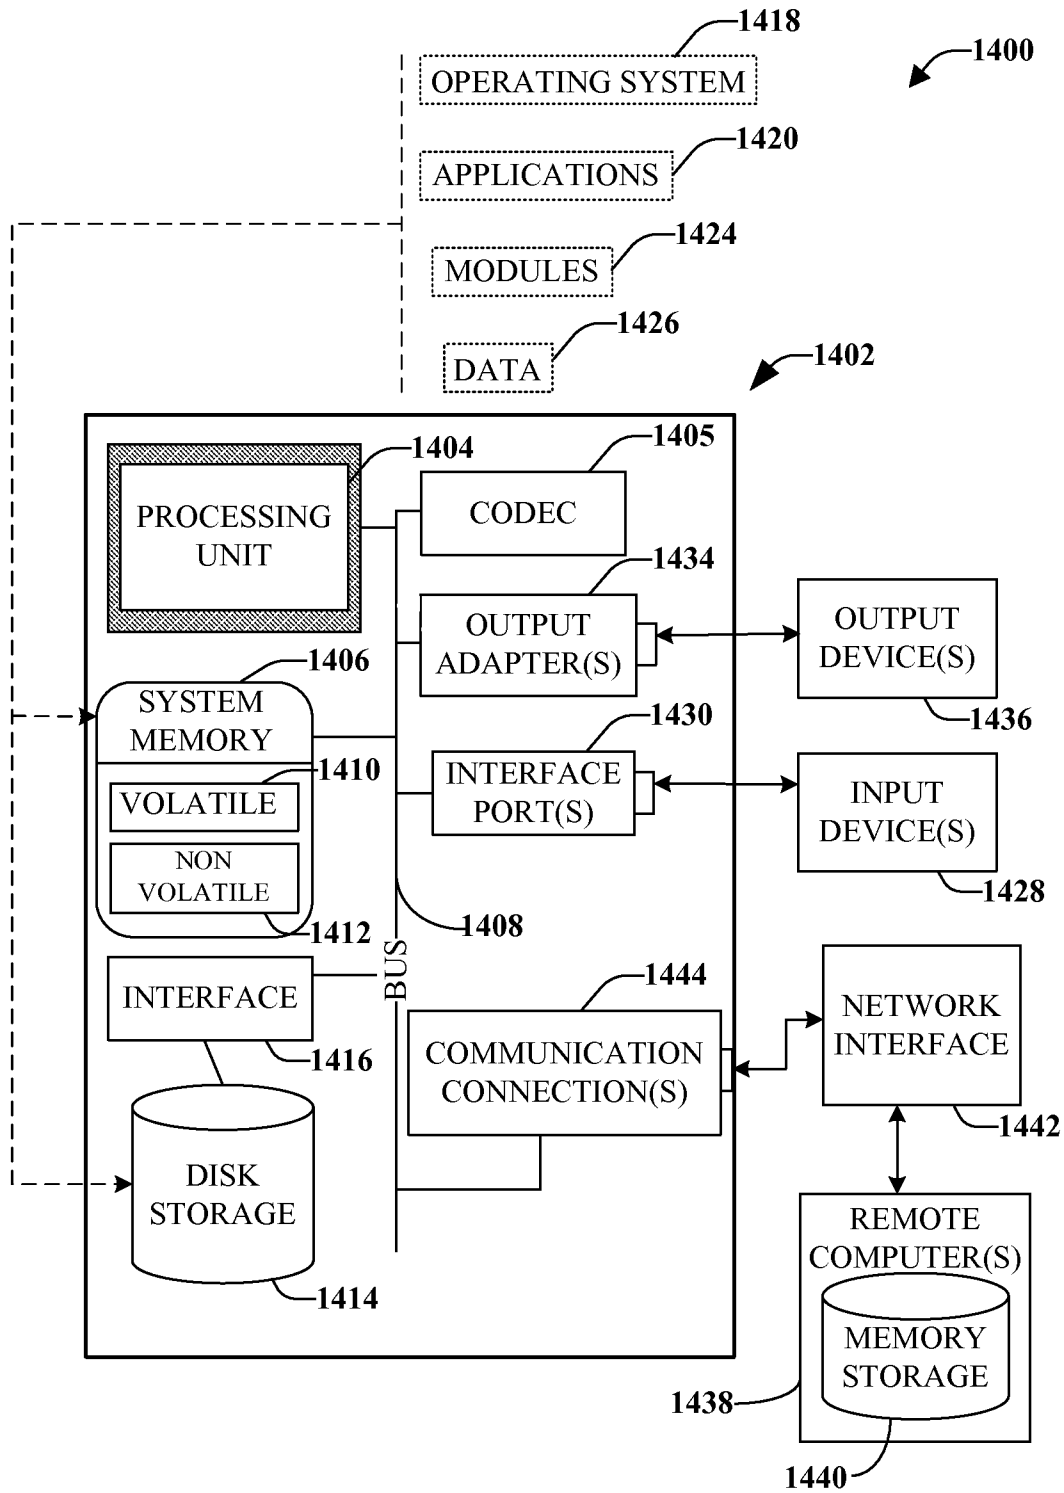 1418
1400
OPERATING SYSTEM
1420
APPLICATIONS
1424
MODULES
1426
DATA
1402
1404
PROCESSING
UNIT
1405
CODEC
1434
OUTPUT
ADAPTER(S)
OUTPUT
DEVICE(S)
1436
1406
SYSTEM
MEMORY
1410
VOLATILE
NON
VOLATILE
1412
1430
INTERFACE
PORT(S)
INPUT
DEVICE(S)
1428
1408
BUS
INTERFACE
1416
1444
COMMUNICATION
CONNECTION(S)
NETWORK
INTERFACE
1442
DISK
STORAGE
1414
REMOTE
COMPUTER(S)
MEMORY
STORAGE
1438
1440